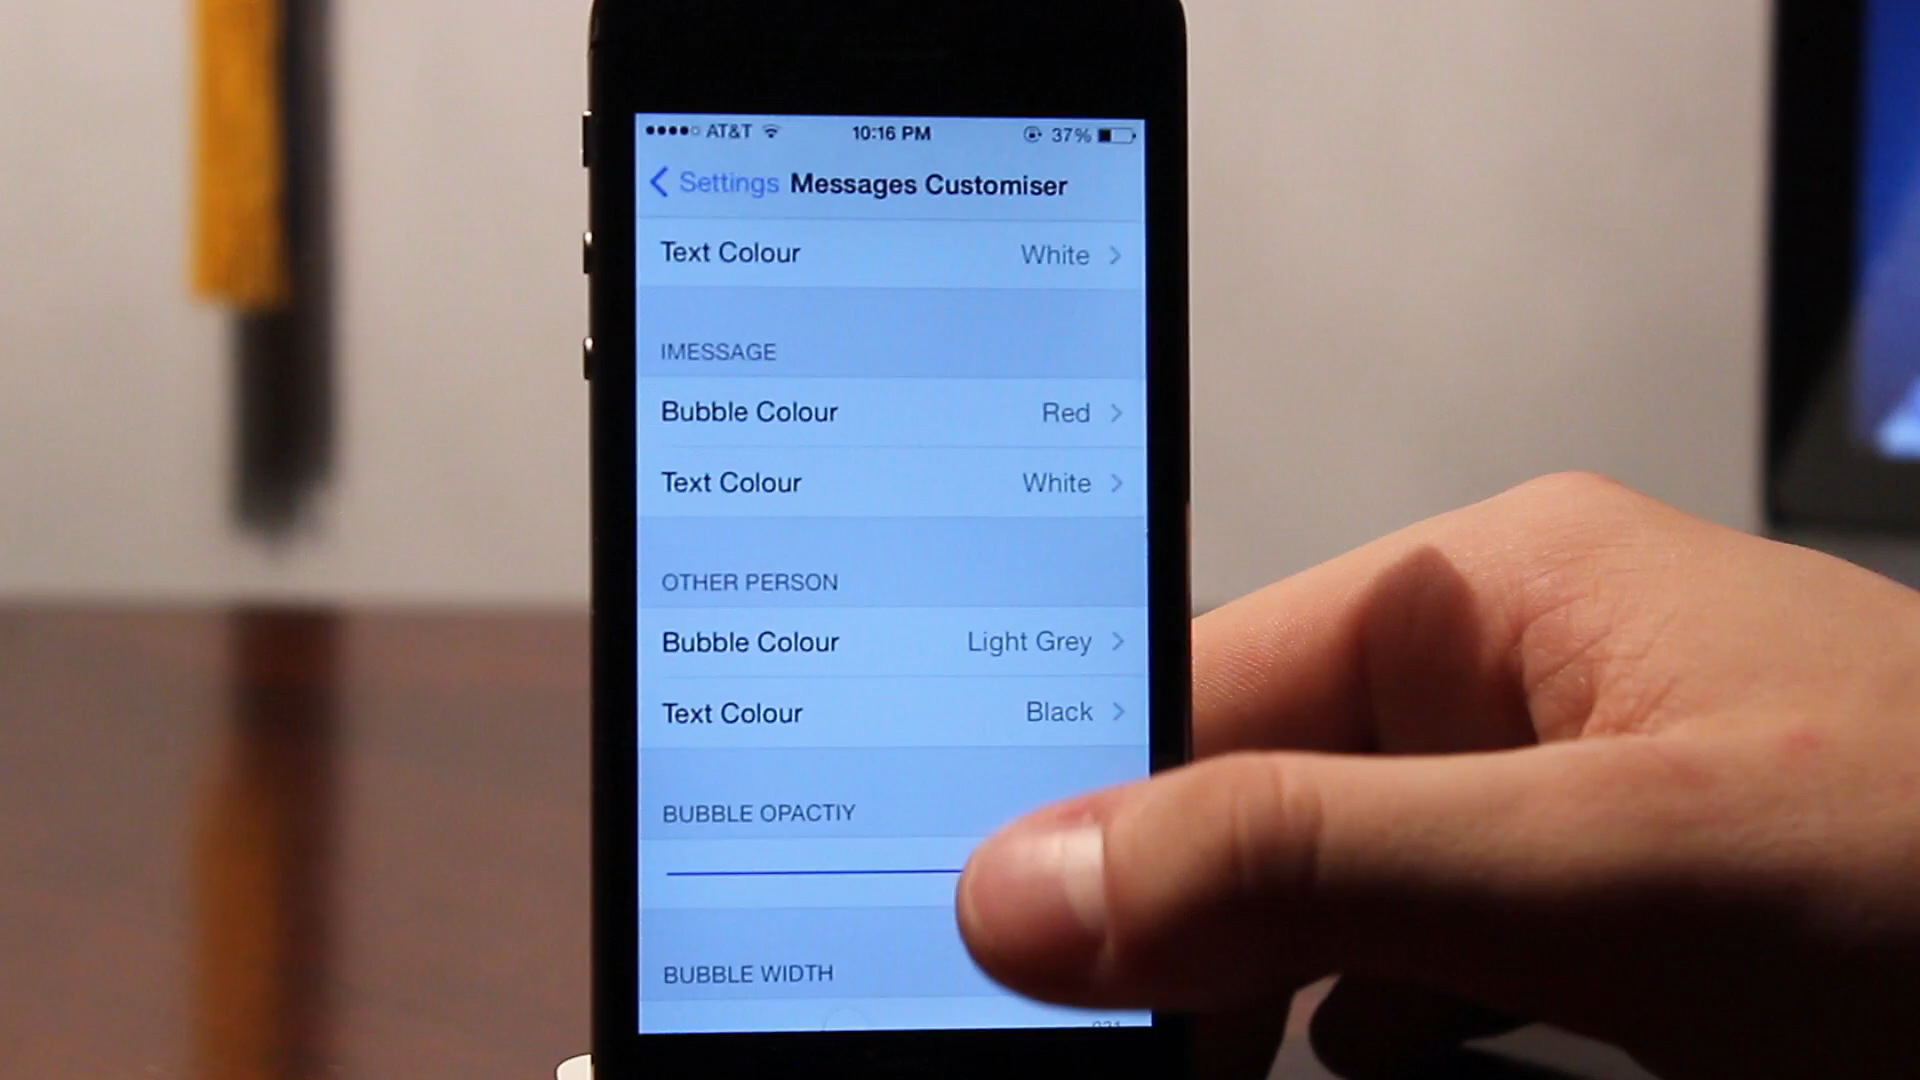 AT&T 10:16 PM 37%
Settings Messages Customiser
Text Colour White
IMESSAGE
Bubble Colour Red
Text Colour White
OTHER PERSON
Bubble Colour Light Grey
Text Colour Black
BUBBLE OPACTIY
BUBBLE WIDTH